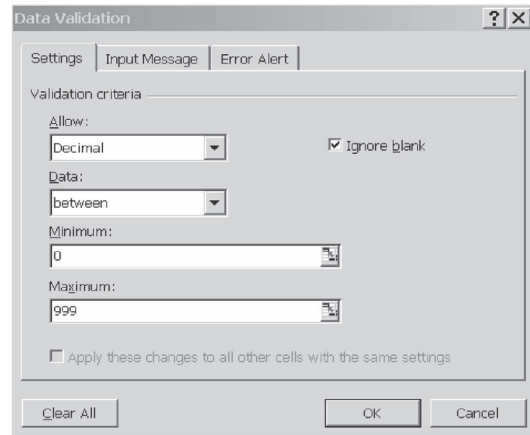 Data Validation
Settings Input Message Error Alert
Validation criteria
Allow:
Decimal
Ignore blank
Data:
between
Minimum:
0
Maximum:
999
Apply these changes to all other cells with the same settings
Clear All OK Cancel